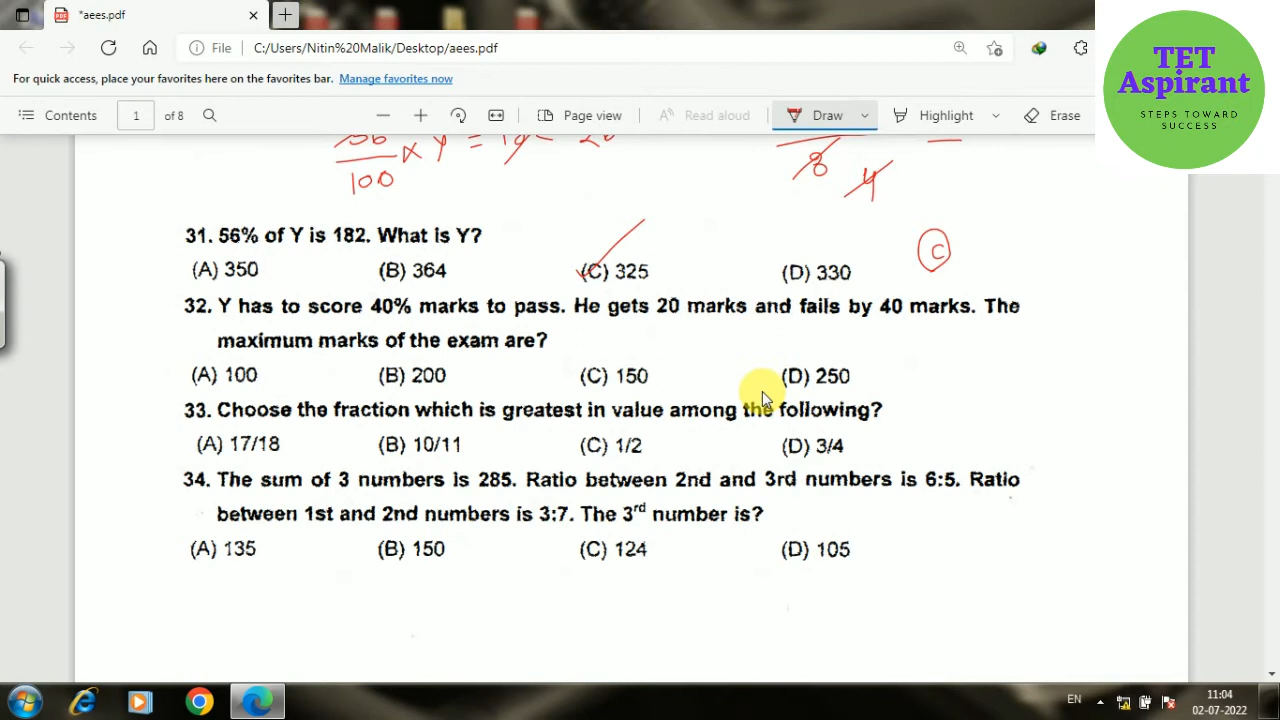 *aees.pdf
File
C:/Users/Nitin%20Malik/Desktop/aees.pdf
For quick access, place your favorites here on the favorites bar. Manage favorites now
Contents 1 of 8 Page view Read aloud Draw Highlight Erase
TET
Aspirant
STEPS TOWARD
SUCCESS
× y =
100
8
4
31. 56% of Y is 182. What is Y?
(A) 350 (B) 364 (C) 325 (D) 330
C
32. Y has to score 40% marks to pass. He gets 20 marks and fails by 40 marks. The
maximum marks of the exam are?
(A) 100 (B) 200 (C) 150 (D) 250
33. Choose the fraction which is greatest in value among the following?
(A) 17/18 (B) 10/11 (C) 1/2 (D) 3/4
34. The sum of 3 numbers is 285. Ratio between 2nd and 3rd numbers is 6:5. Ratio
between 1st and 2nd numbers is 3:7. The 3rd number is?
(A) 135 (B) 150 (C) 124 (D) 105
EN
11:04
02-07-2022